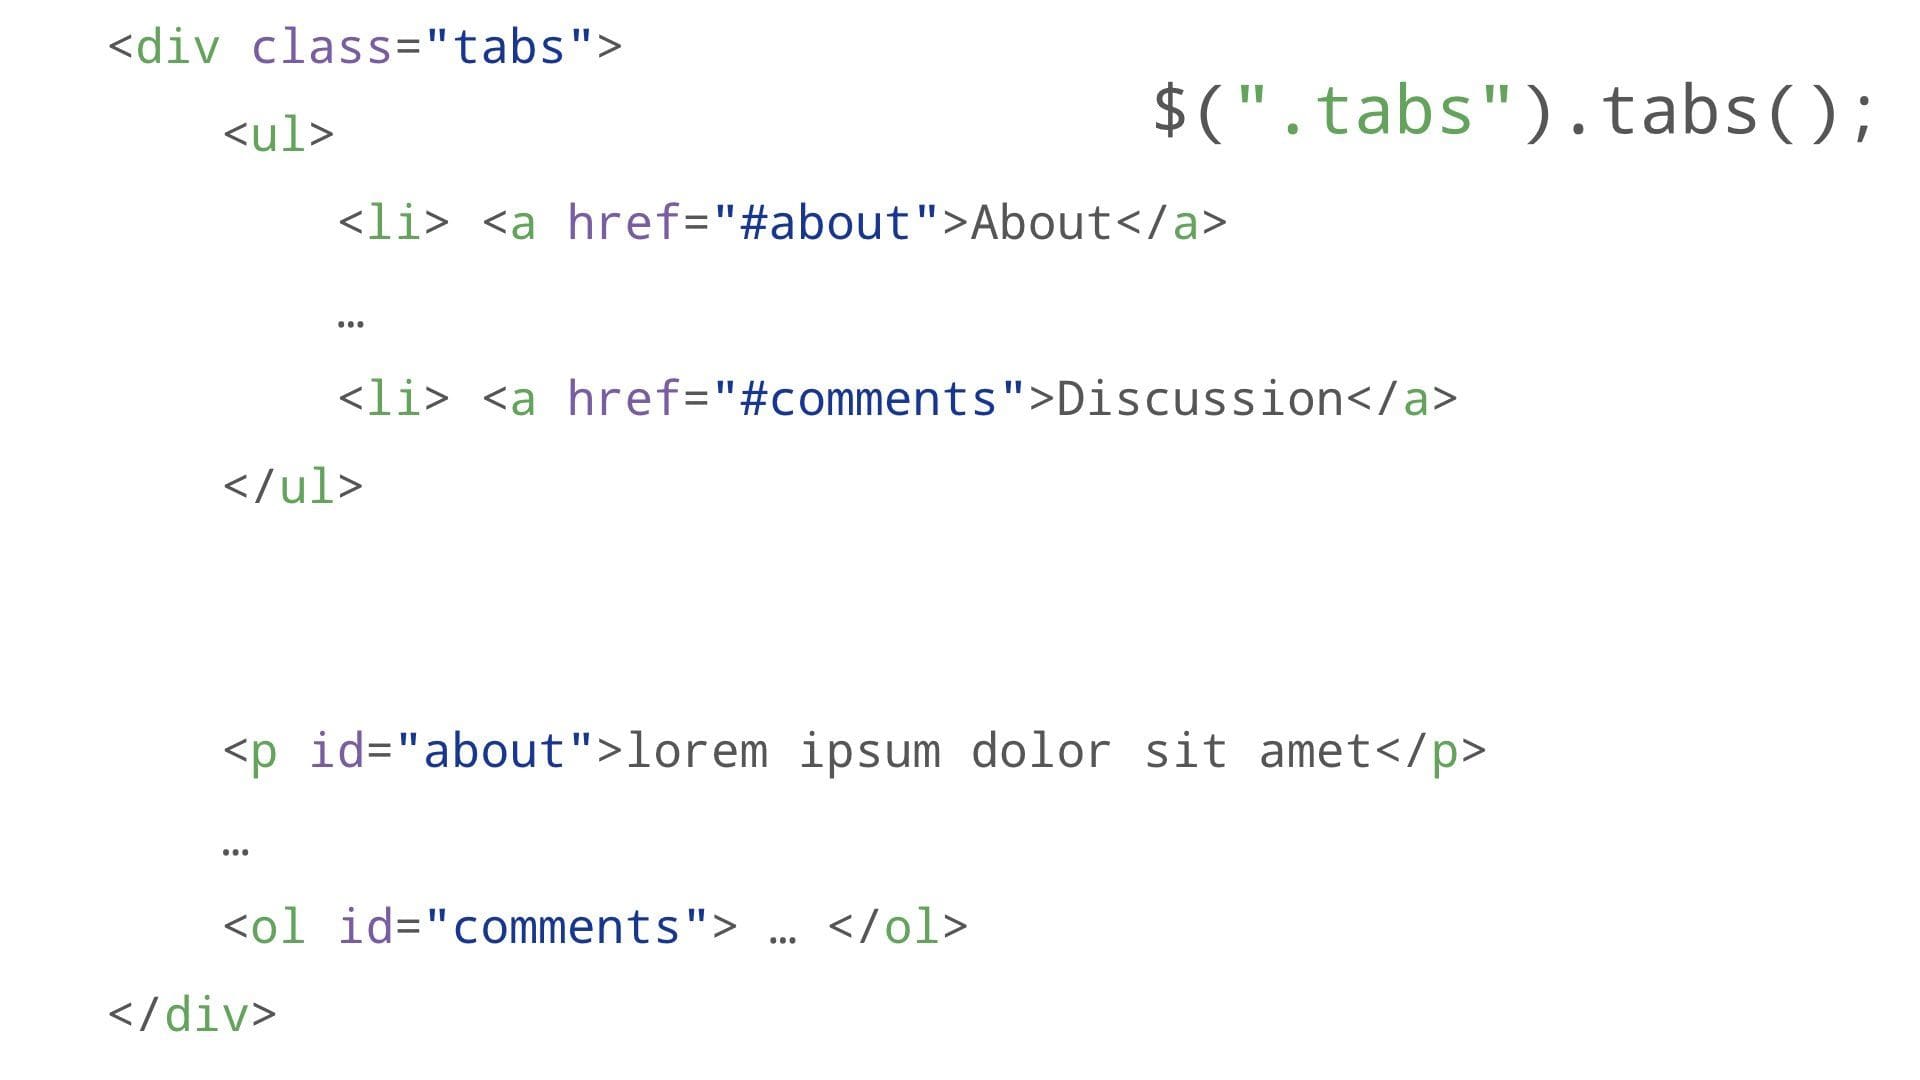 <div class="tabs">
$(".tabs").tabs();
<ul>
<li> <a href="#about">About</a>
…
<li> <a href="#comments">Discussion</a>
</ul>
<p id="about">lorem ipsum dolor sit amet</p>
…
<ol id="comments"> … </ol>
</div>